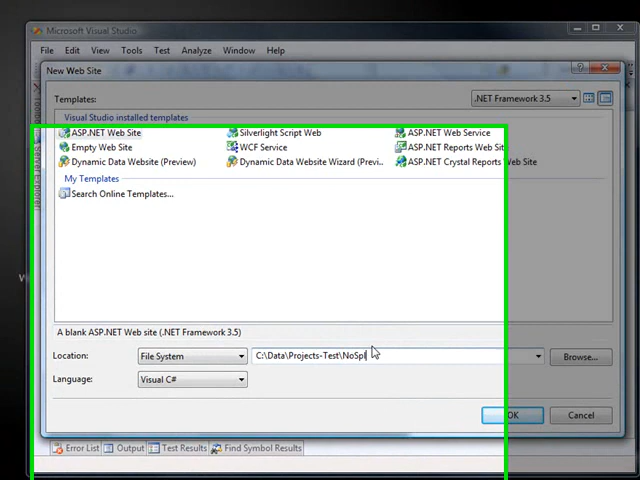 Microsoft Visual Studio
File Edit View Tools Test Analyze Window Help
New Web Site
Templates:
.NET Framework 3.5
Visual Studio installed templates
ASP.NET Web Site
Silverlight Script Web
ASP.NET Web Service
Empty Web Site
WCF Service
ASP.NET Reports Web Sit
Dynamic Data Website (Preview)
Dynamic Data Website Wizard (Previ...
ASP.NET Crystal Reports Web Site
My Templates
Search Online Templates...
A blank ASP.NET Web site (.NET Framework 3.5)
Location:
File System
C:\Data\Projects-Test\NoSpl
Browse...
Language:
Visual C#
OK
Cancel
Error List
Output
Test Results
Find Symbol Results